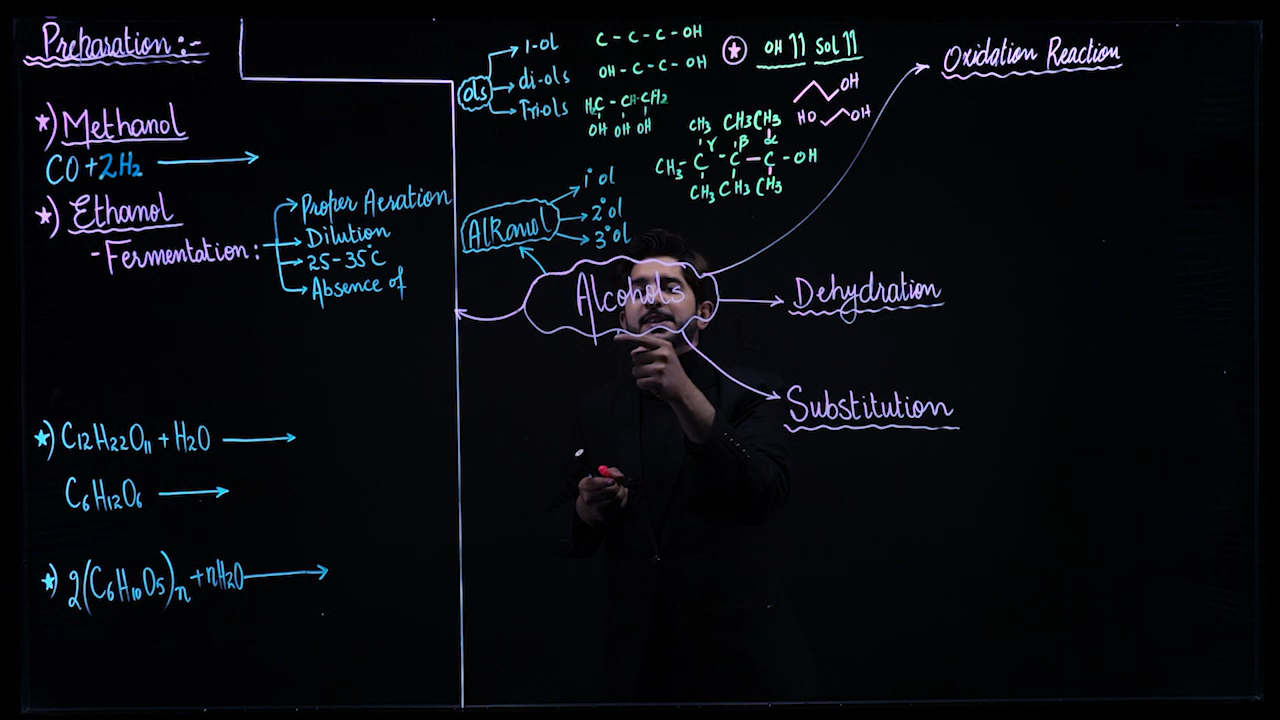 Preparation:-
*) Methanol
CO + 2H2 →
*) Ethanol
- Fermentation:
Proper Aeration
Dilution
25-35°C
Absence of
*) C12H22O11 + H2O →
C6H12O6 →
*) 2(C6H10O5)n + nH2O →
ols
1-ol
di-ols
Tri-ols
C - C - C - OH
OH - C - C - OH
H2C - CH - CH2
OH OH OH
* OH ↑↑ Sol ↑↑
OH
HO OH
CH3 CH3 CH3
γ β α
CH3 - C - C - C - OH
CH3 CH3 CH3
Alkanol
1° ol
2° ol
3° ol
Alcohols
Oxidation Reaction
Dehydration
Substitution